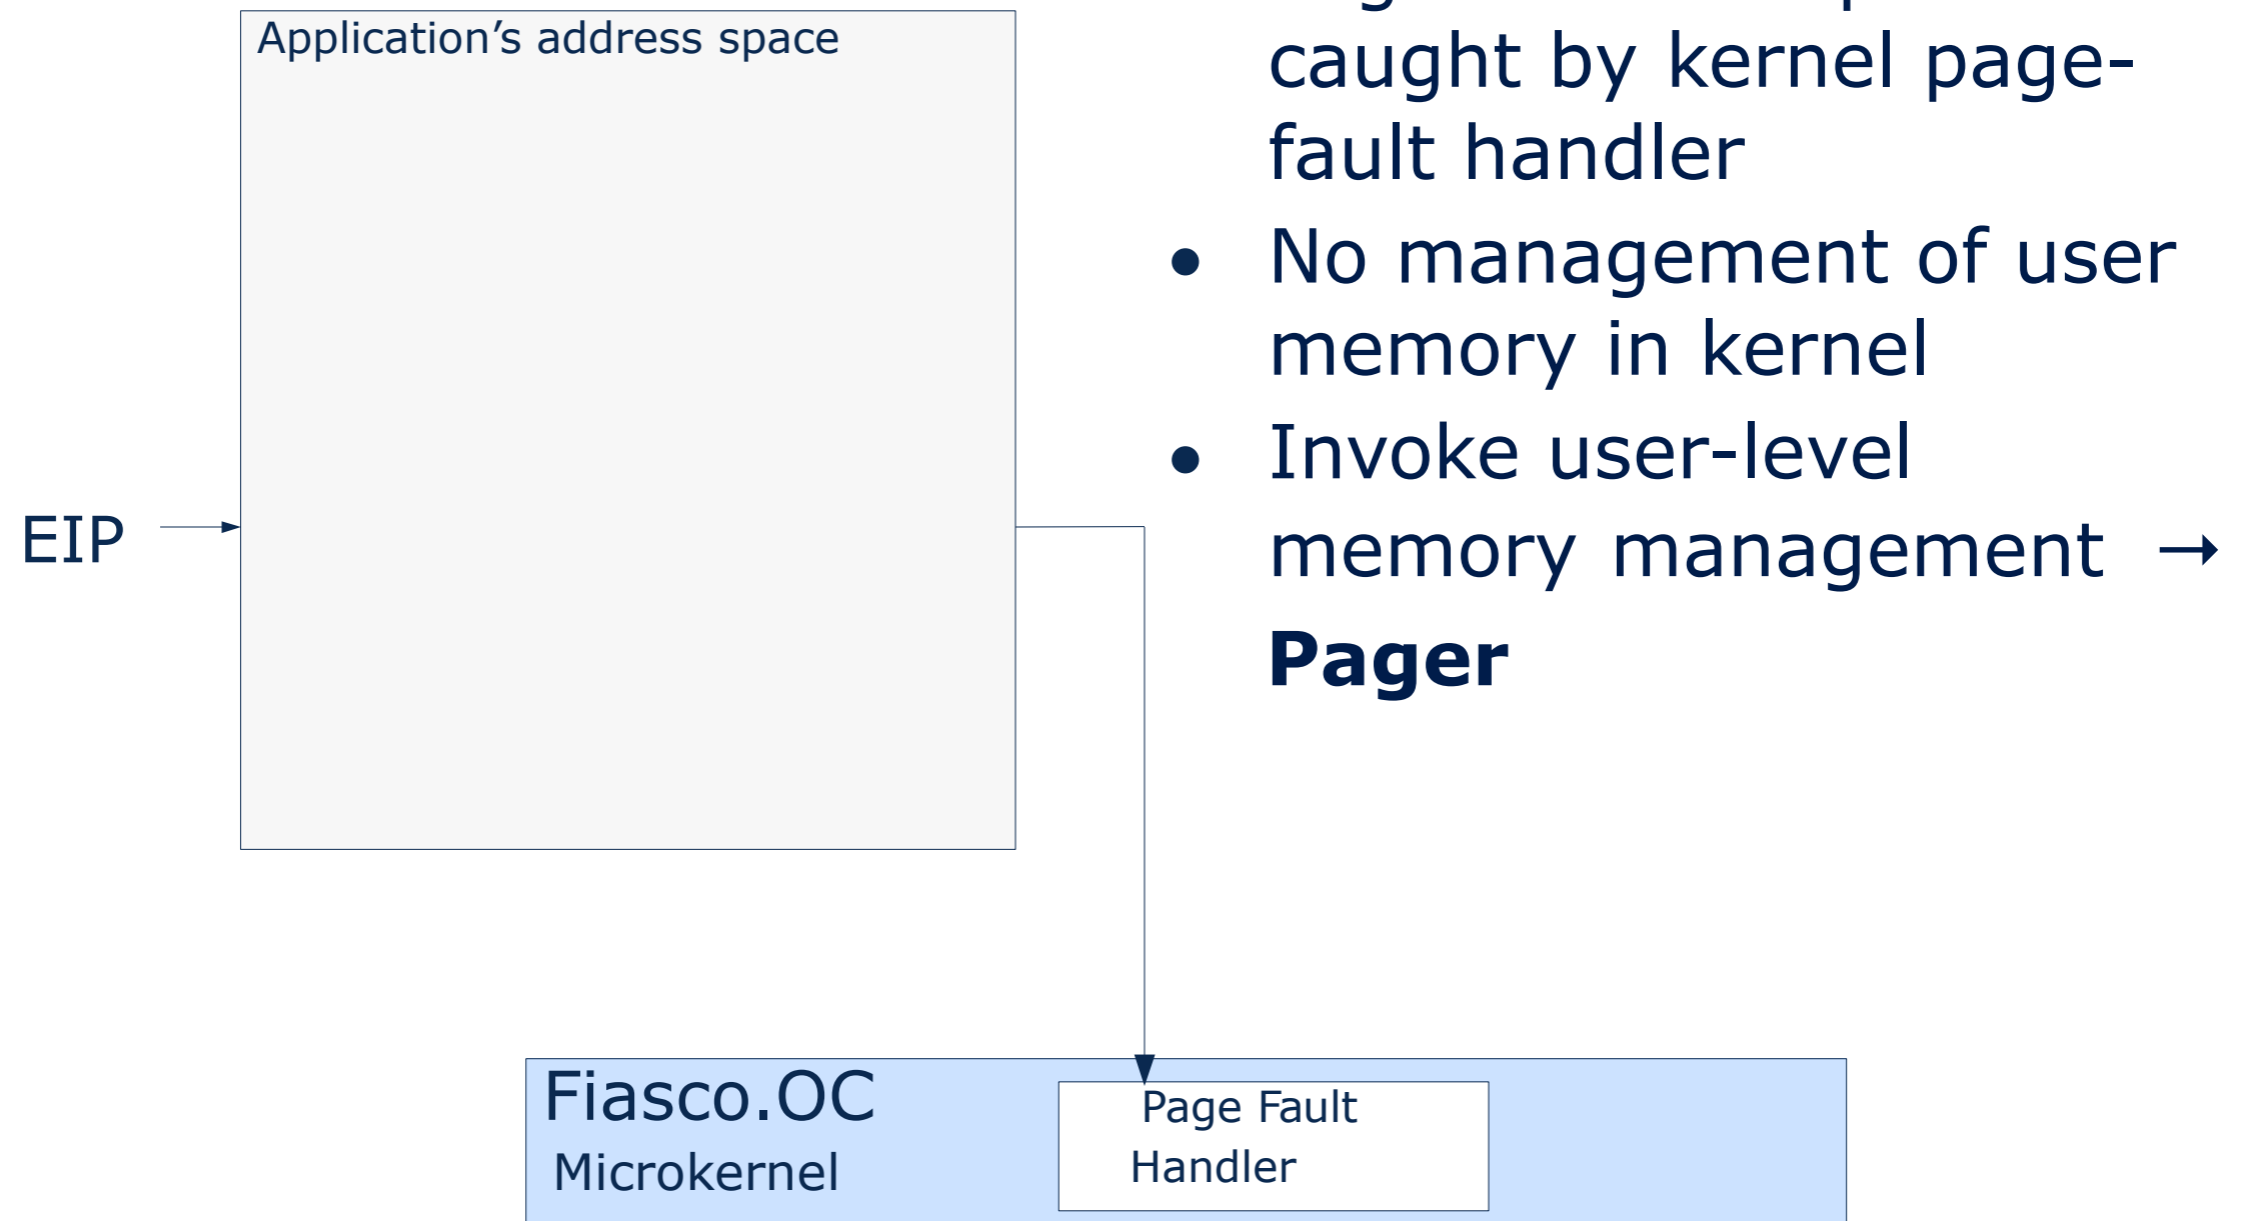 Application’s address space
caught by kernel page-
fault handler
● No management of user
memory in kernel
● Invoke user-level
memory management →
Pager
EIP
Fiasco.OC
Microkernel
Page Fault
Handler